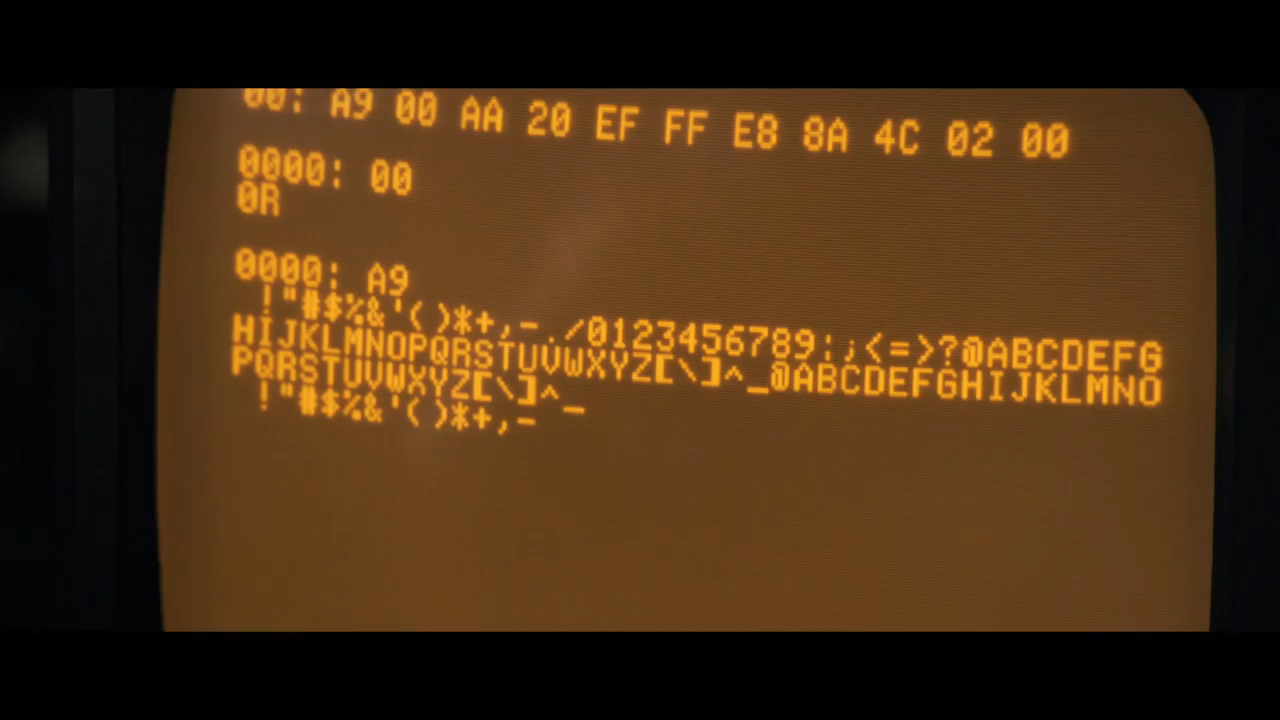 00: A9 00 AA 20 EF FF E8 8A 4C 02 00
0000: 00
0R
0000: A9
!"#$%&'()*+,-./0123456789:;<=>?@ABCDEFG
HIJKLMNOPQRSTUVWXYZ[\]^_@ABCDEFGHIJKLMNO
PQRSTUVWXYZ[\]^_
!"#$%&'()*+,-